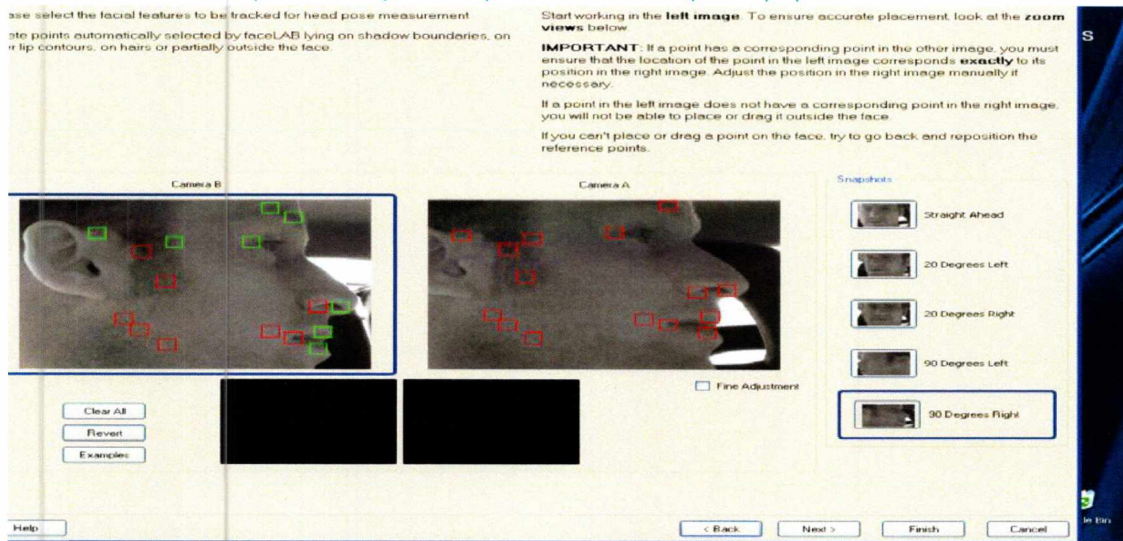 ase select the facial features to be tracked for head pose measurement
ete points automatically selected by faceLAB lying on shadow boundaries, on
r lip contours, on hairs or partially outside the face.
Start working in the left image. To ensure accurate placement, look at the zoom
views below.
IMPORTANT: If a point has a corresponding point in the other image, you must
ensure that the location of the point in the left image corresponds exactly to its
position in the right image. Adjust the position in the right image manually if
necessary.
If a point in the left image does not have a corresponding point in the right image,
you will not be able to place or drag it outside the face.
If you can't place or drag a point on the face, try to go back and reposition the
reference points.
S
Camera B
Camera A
Snapshots
Straight Ahead
20 Degrees Left
20 Degrees Right
90 Degrees Left
90 Degrees Right
Fine Adjustment
Clear All
Revert
Examples
Help
< Back
Next >
Finish
Cancel
le Bin